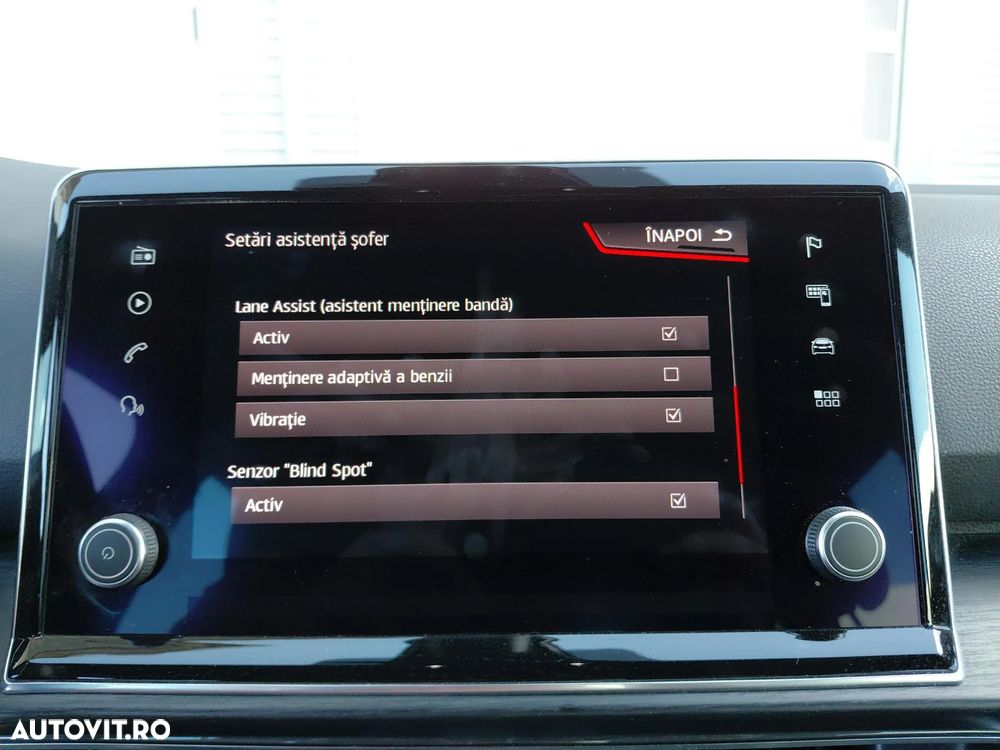 Setări asistență șofer
ÎNAPOI
Lane Assist (asistent menținere bandă)
Activ
Menținere adaptivă a benzii
Vibrație
Senzor "Blind Spot"
Activ
AUTOVIT.RO